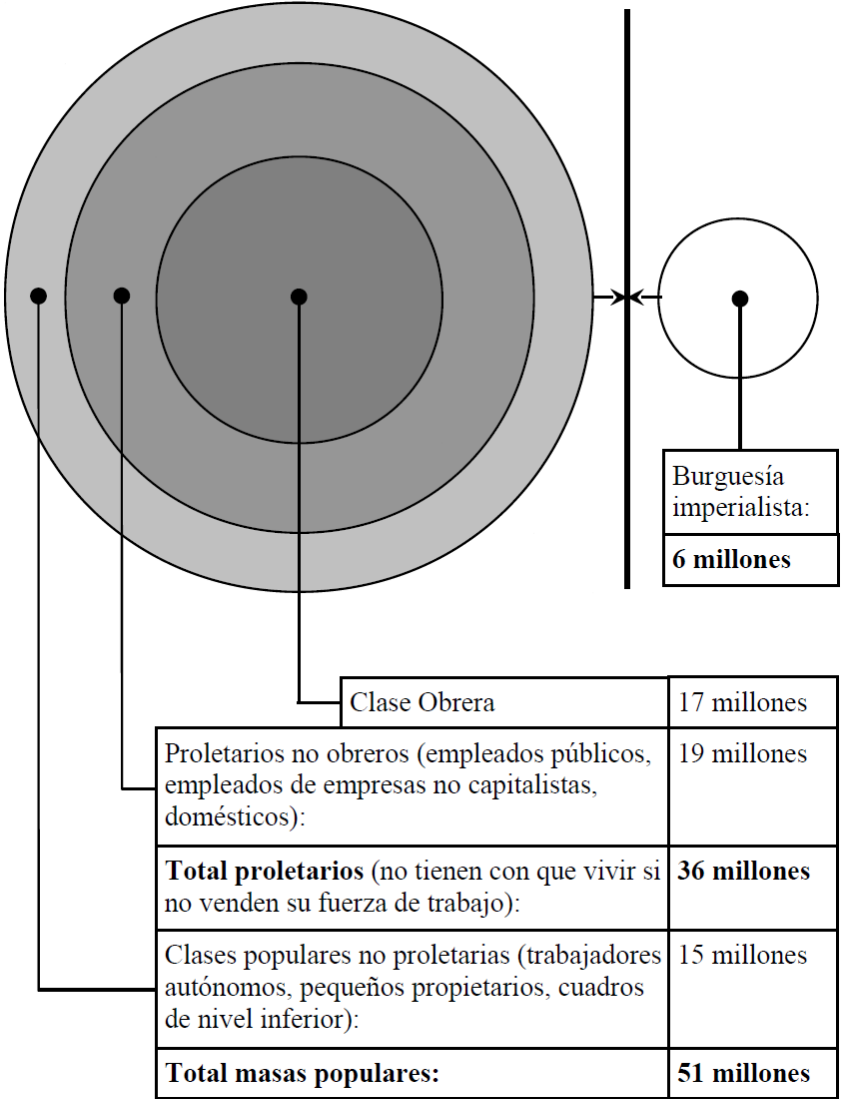 Burguesía
imperialista:
6 millones
Clase Obrera
17 millones
Proletarios no obreros (empleados públicos,
empleados de empresas no capitalistas,
domésticos):
19 millones
Total proletarios (no tienen con que vivir si
no venden su fuerza de trabajo):
36 millones
Clases populares no proletarias (trabajadores
autónomos, pequeños propietarios, cuadros
de nivel inferior):
15 millones
Total masas populares:
51 millones